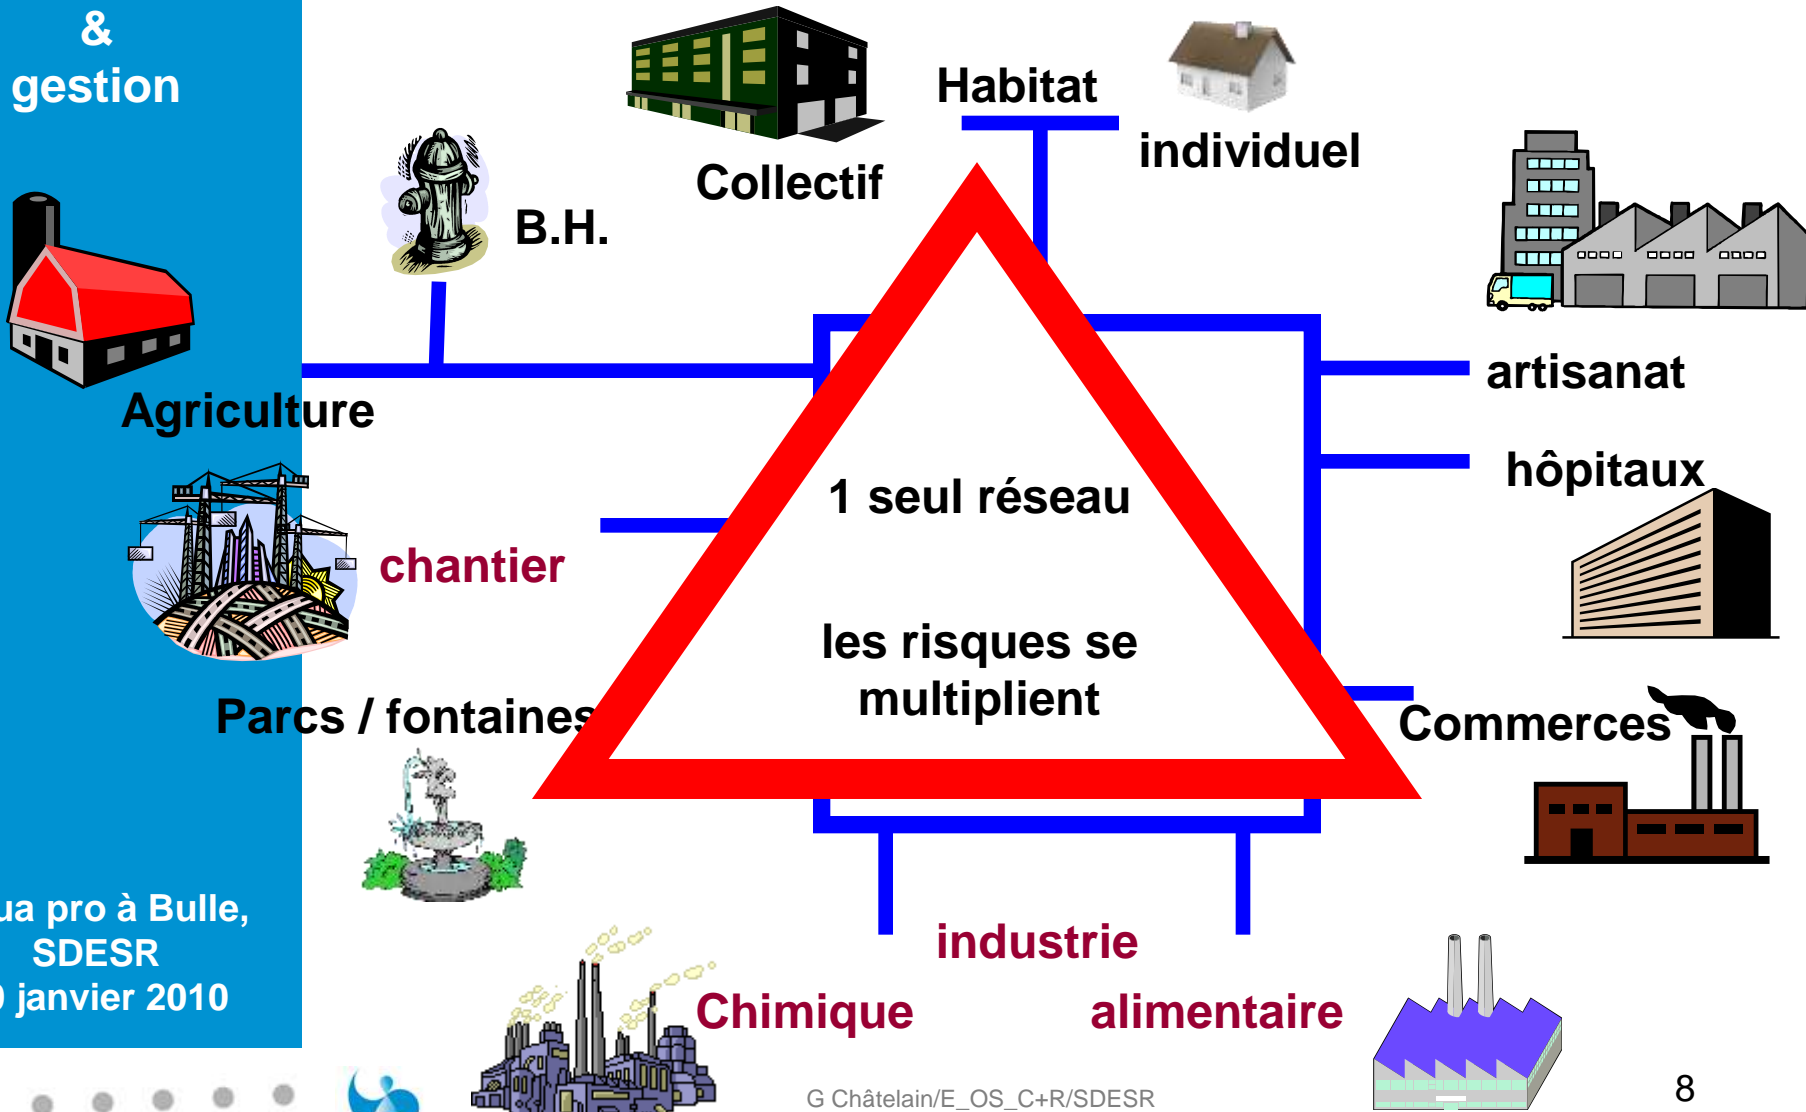 &
gestion
Habitat
individuel
Collectif
B.H.
Agriculture
artisanat
hôpitaux
1 seul réseau
chantier
les risques se
multiplient
Parcs / fontaines
Commerces
pro à Bulle,
SDESR
janvier 2010
industrie
Chimique
alimentaire
G Châtelain/E_OS_C+R/SDESR
8